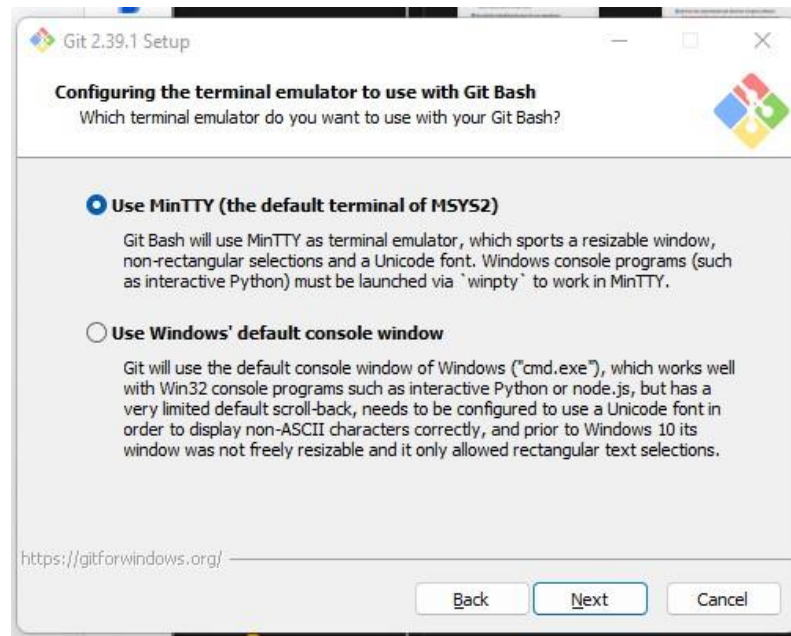 Git 2.39.1 Setup
Configuring the terminal emulator to use with Git Bash
Which terminal emulator do you want to use with your Git Bash?
Use MinTTY (the default terminal of MSYS2)
Git Bash will use MinTTY as terminal emulator, which sports a resizable window,
non-rectangular selections and a Unicode font. Windows console programs (such
as interactive Python) must be launched via `winpty` to work in MinTTY.
Use Windows' default console window
Git will use the default console window of Windows ("cmd.exe"), which works well
with Win32 console programs such as interactive Python or node.js, but has a
very limited default scroll-back, needs to be configured to use a Unicode font in
order to display non-ASCII characters correctly, and prior to Windows 10 its
window was not freely resizable and it only allowed rectangular text selections.
https://gitforwindows.org/
Back Next Cancel